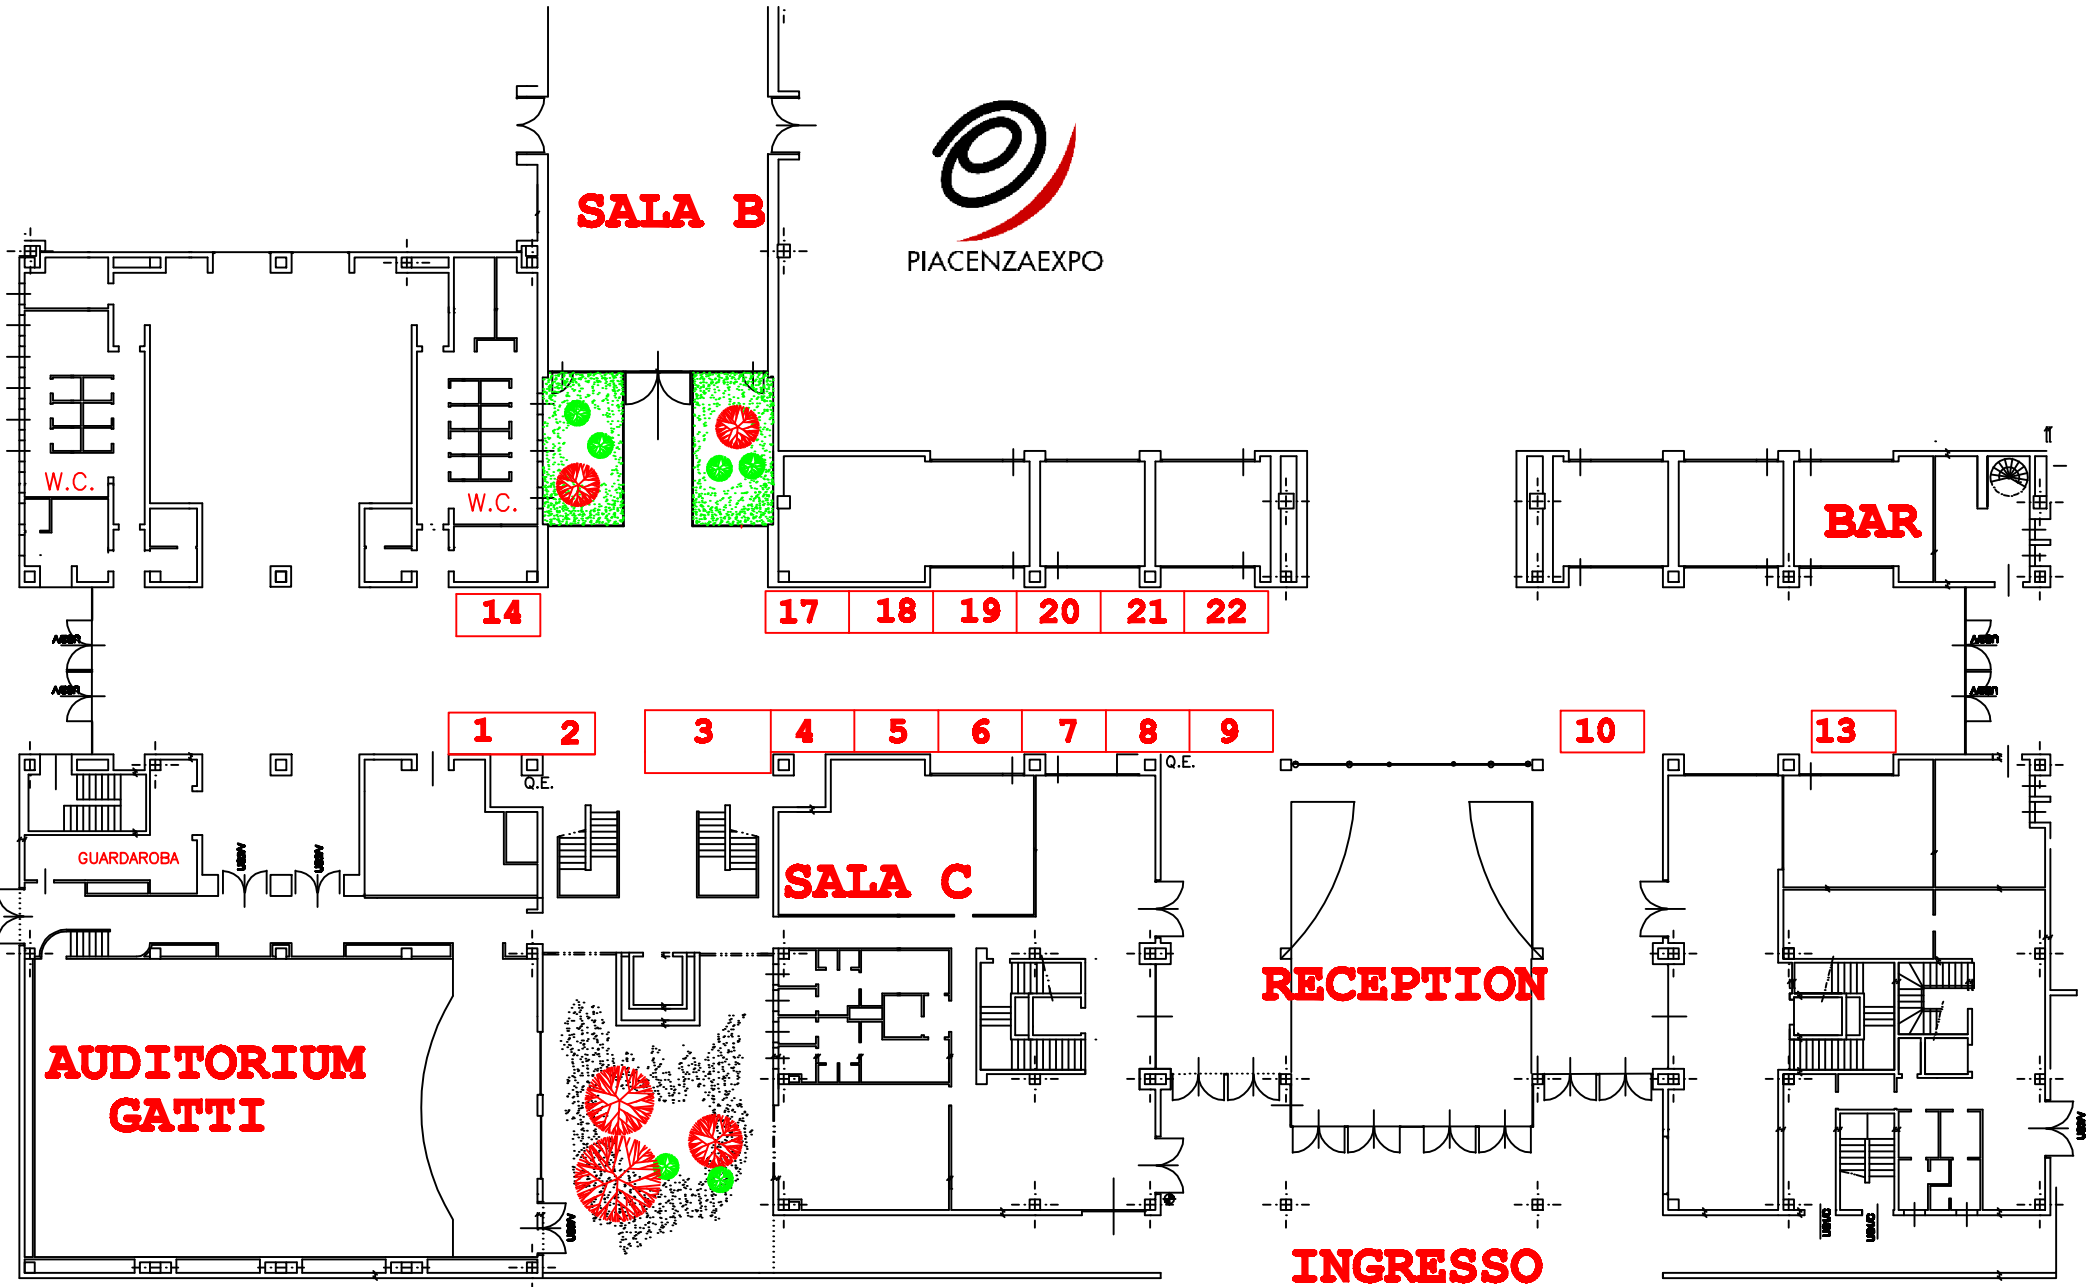 SALA B
PIACENZAEXPO
W.C.
W.C.
BAR
14
17 18 19 20 21 22
1 2 3 4 5 6 7 8 9 10 13
Q.E.
Q.E.
GUARDAROBA
SALA C
RECEPTION
AUDITORIUM
GATTI
INGRESSO